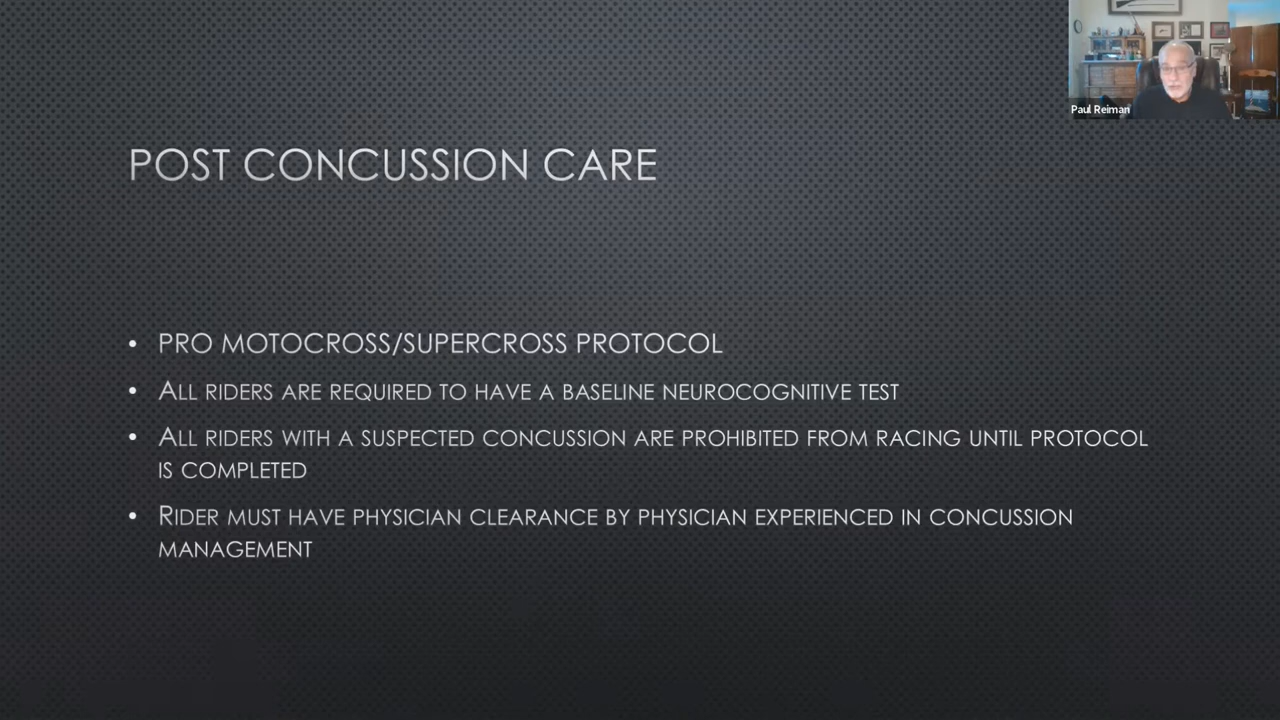 Paul Reiman
POST CONCUSSION CARE
• PRO MOTOCROSS/SUPERCROSS PROTOCOL
• All riders are required to have a baseline neurocognitive test
• All riders with a suspected concussion are prohibited from racing until protocol
is completed
• Rider must have physician clearance by physician experienced in concussion
management